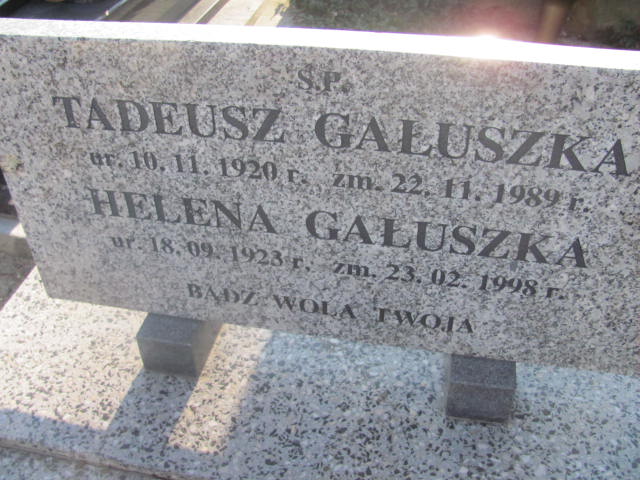 Ś.P.
TADEUSZ GAŁUSZKA
ur. 10. 11. 1920 r. zm. 22. 11. 1989 r.
HELENA GAŁUSZKA
ur. 18. 09. 1923 r. zm. 23. 02. 1998 r.
BĄDŹ WOLA TWOJA